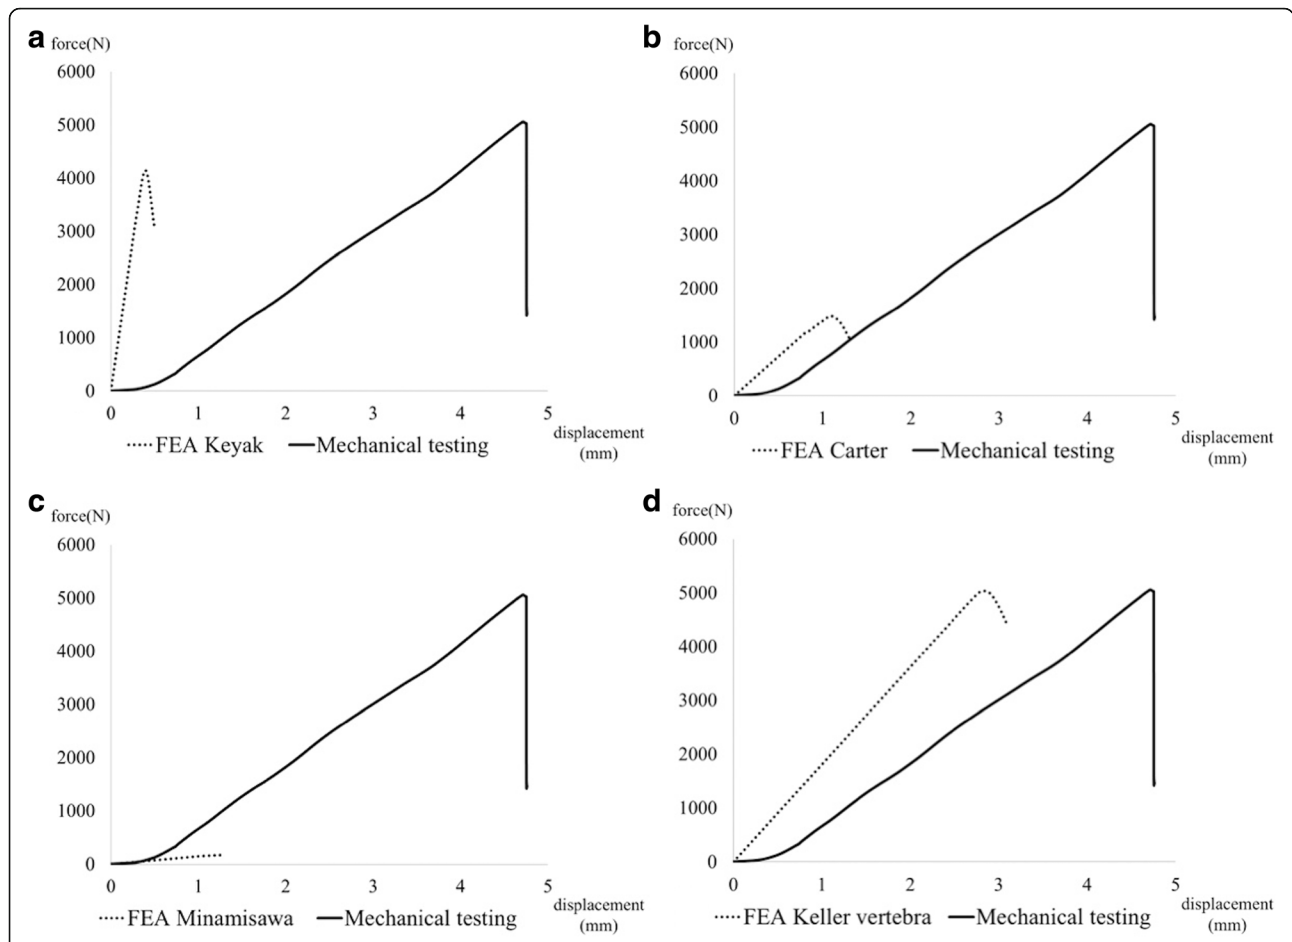 a force(N)
6000
5000
4000
3000
2000
1000
0
0 1 2 3 4 5
displacement
(mm)
FEA Keyak Mechanical testing
b force(N)
6000
5000
4000
3000
2000
1000
0
0 1 2 3 4 5
displacement
(mm)
FEA Carter Mechanical testing
c force(N)
6000
5000
4000
3000
2000
1000
0
0 1 2 3 4 5
displacement
(mm)
FEA Minamisawa Mechanical testing
d force(N)
6000
5000
4000
3000
2000
1000
0
0 1 2 3 4 5
displacement
(mm)
FEA Keller vertebra Mechanical testing